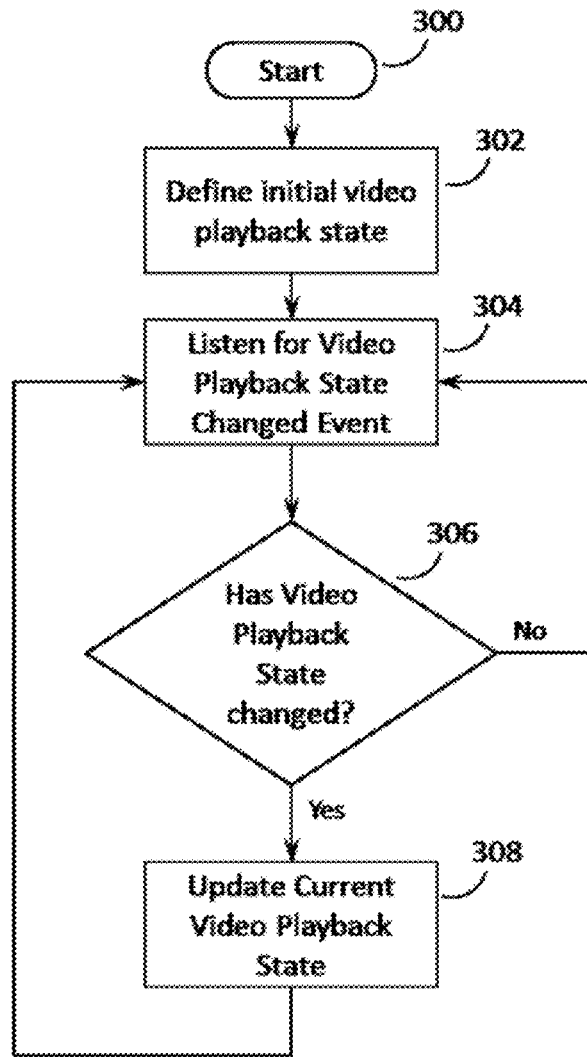 300
Start
302
Define initial video
playback state
304
Listen for Video
Playback State
Changed Event
306
Has Video
Playback
State
changed?
No
Yes
308
Update Current
Video Playback
State